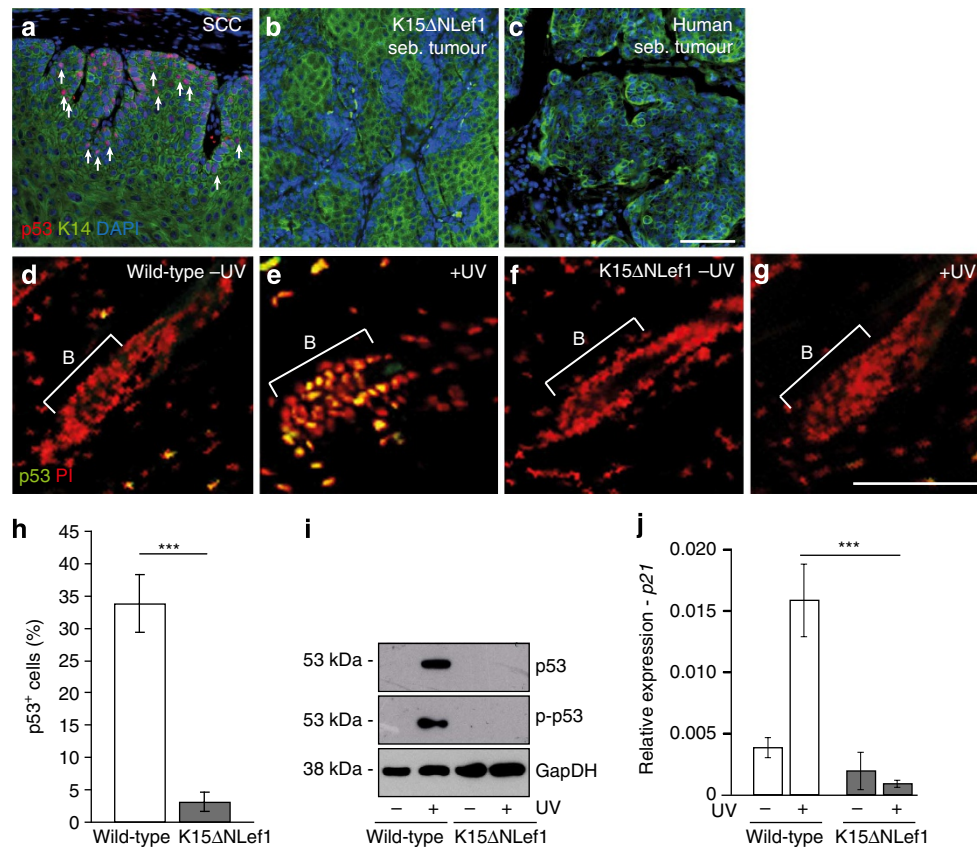 a
SCC
p53 K14 DAPI
b
K15ΔNLef1
seb. tumour
c
Human
seb. tumour
d
Wild-type –UV
B
p53 PI
e
+UV
B
f
K15ΔNLef1 –UV
B
g
+UV
B
h
p53+ cells (%)
45
40
35
30
25
20
15
10
5
0
***
Wild-type
K15ΔNLef1
i
53 kDa -
p53
53 kDa -
p-p53
38 kDa -
GapDH
– + – + UV
Wild-type
K15ΔNLef1
j
Relative expression - p21
0.020
0.015
0.010
0.005
0
***
UV – + – +
Wild-type
K15ΔNLef1